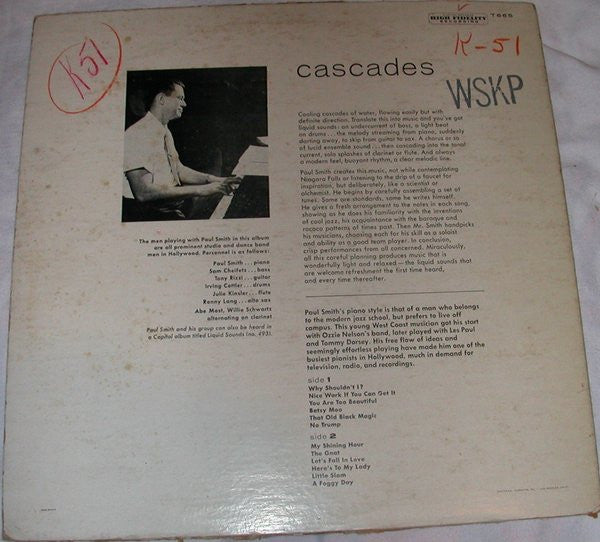 HIGH FIDELITY
RECORDING
T665
K-51
K51
cascades
WSKP
Cooling cascades of water, flowing easily but with
definite direction. Translate this into music and you've got
liquid sounds: an undercurrent of bass, a light beat
on drums... the melody streaming from piano, suddenly
darting away, to skip from guitar to sax. A chorus or so
of lucid ensemble sound... then cascading into the tonal
current, solo splashes of clarinet or flute. And always
a modern feel, buoyant rhythm, a clear melodic line.
Paul Smith creates this music, not while contemplating
Niagara Falls or listening to the drip of a faucet for
inspiration, but deliberately, like a scientist or
alchemist. He begins by carefully assembling a set of
tunes. Some are standards, some he writes himself.
He gives a fresh arrangement to the notes in each song,
showing as he does his familiarity with the inventions
of cool jazz, his acquaintance with the baroque and
rococo patterns of times past. Then Mr. Smith handpicks
his musicians, choosing each for his skill as a soloist
and ability as a good team player. In conclusion,
crisp performances from all concerned. Miraculously,
all this careful planning produces music that is
wonderfully light and relaxed—the liquid sounds that
are welcome refreshment the first time heard,
and every time thereafter.
The men playing with Paul Smith in this album
are all prominent studio and dance band
men in Hollywood. Personnel is as follows:
Paul Smith... piano
Sam Cheifetz... bass
Tony Rizzi... guitar
Irving Cottler... drums
Julie Kinsler... flute
Ronny Lang... alto sax
Abe Most, Willie Schwartz
alternating on clarinet
Paul Smith and his group can also be heard in
a Capitol album titled Liquid Sounds (no. 493).
Paul Smith's piano style is that of a man who belongs
to the modern jazz school, but prefers to live off
campus. This young West Coast musician got his start
with Ozzie Nelson's band, later played with Les Paul
and Tommy Dorsey. His free flow of ideas and
seemingly effortless playing have made him one of the
busiest pianists in Hollywood, much in demand for
television, radio, and recordings.
side 1
Why Shouldn't I?
Nice Work If You Can Get It
You Are Too Beautiful
Betsy Moo
That Old Black Magic
No Trump
side 2
My Shining Hour
The Gnat
Let's Fall In Love
Here's To My Lady
Little Slam
A Foggy Day